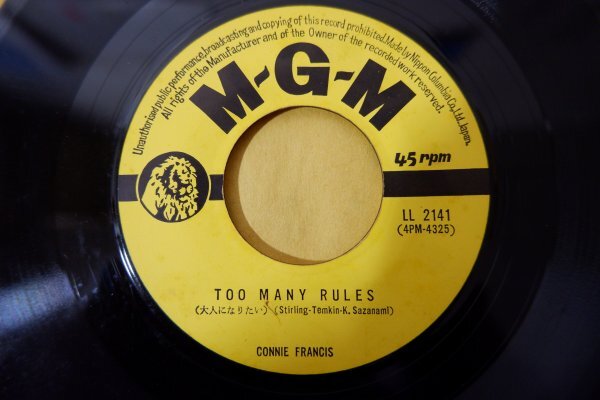 Unauthorised public performance, broadcasting and copying of this record prohibited. Made by Nippon Columbia Co., Ltd. Japan.
All rights of the Manufacturer and of the Owner of the recorded work reserved.
M-G-M
45 rpm
LL 2141
(4PM-4325)
TOO MANY RULES
(大人になりたい) (Stirling-Temkin-K. Sazanami)
CONNIE FRANCIS